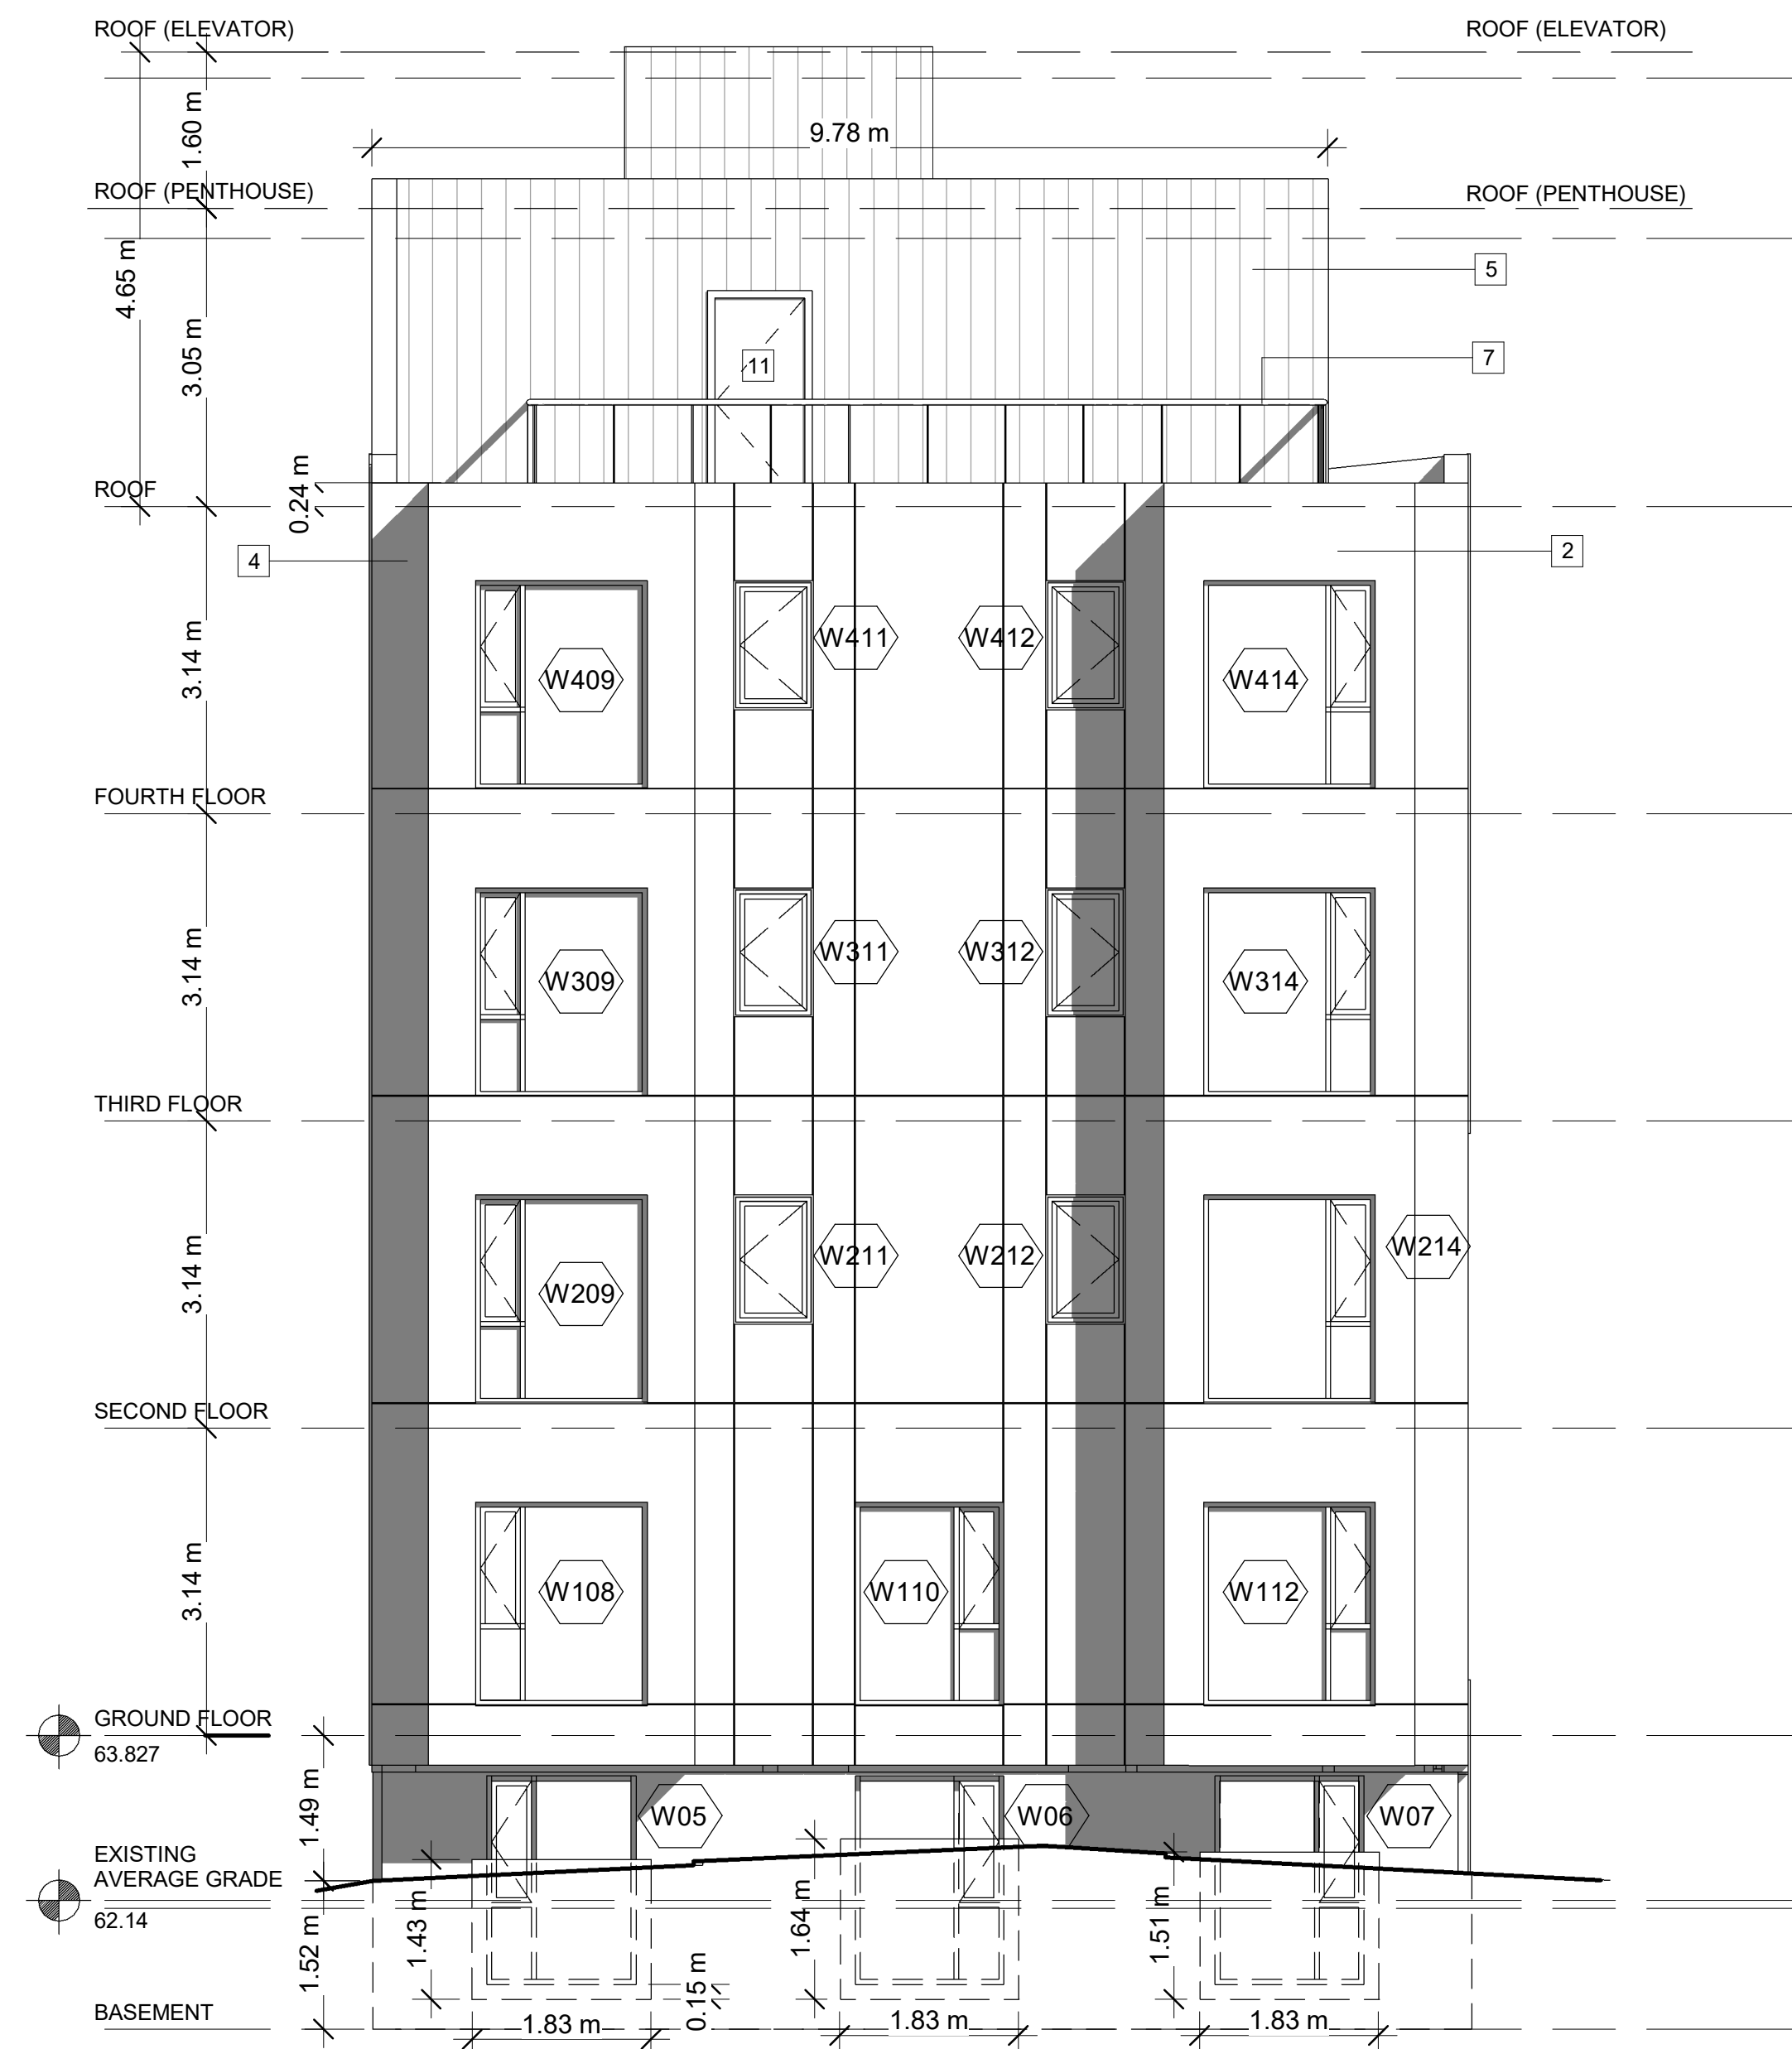 ROOF (ELEVATOR)
ROOF (ELEVATOR)
1.60 m
9.78 m
ROOF (PENTHOUSE)
ROOF (PENTHOUSE)
4.65 m
5
3.05 m
7
11
ROOF
0.24 m
4
2
W411
W412
3.14 m
W409
W414
FOURTH FLOOR
W311
W312
3.14 m
W309
W314
THIRD FLOOR
W214
W211
W212
3.14 m
W209
SECOND FLOOR
3.14 m
W108
W110
W112
GROUND FLOOR
63.827
1.49 m
W05
W06
W07
EXISTING
AVERAGE GRADE
62.14
1.52 m
1.43 m
1.64 m
1.51 m
0.15 m
BASEMENT
1.83 m
1.83 m
1.83 m